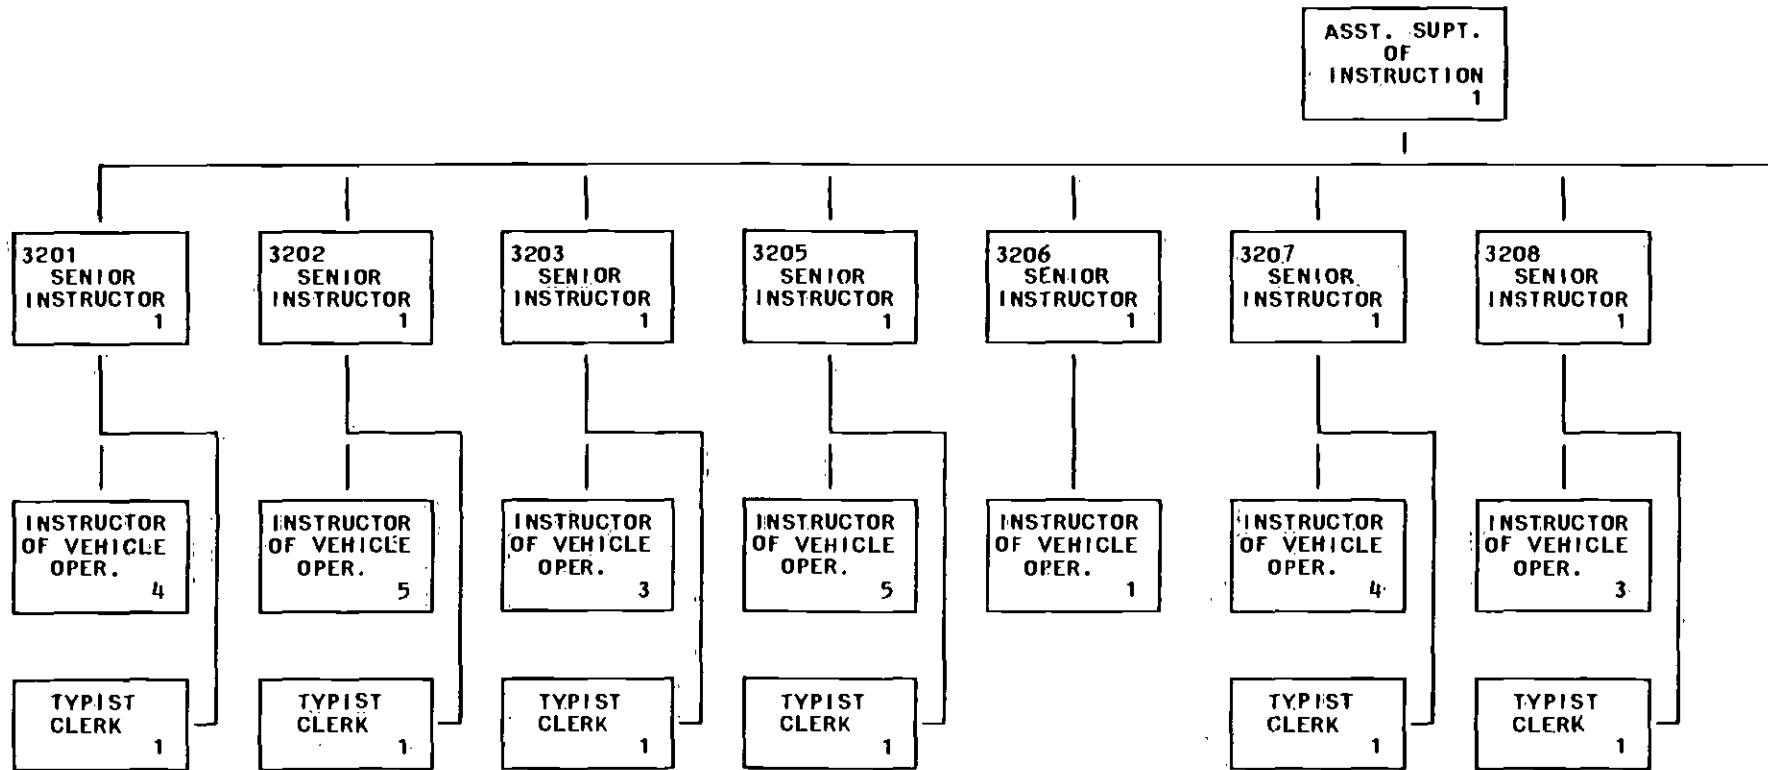 ASST. SUPT.
OF
INSTRUCTION
1
3201
SENIOR
INSTRUCTOR
1
3202
SENIOR
INSTRUCTOR
1
3203
SENIOR
INSTRUCTOR
1
3205
SENIOR
INSTRUCTOR
1
3206
SENIOR
INSTRUCTOR
1
3207
SENIOR
INSTRUCTOR
1
3208
SENIOR
INSTRUCTOR
1
INSTRUCTOR
OF VEHICLE
OPER.
4
INSTRUCTOR
OF VEHICLE
OPER.
5
INSTRUCTOR
OF VEHICLE
OPER.
3
INSTRUCTOR
OF VEHICLE
OPER.
5
INSTRUCTOR
OF VEHICLE
OPER.
1
INSTRUCTOR
OF VEHICLE
OPER.
4
INSTRUCTOR
OF VEHICLE
OPER.
3
TYPIST
CLERK
1
TYPIST
CLERK
1
TYPIST
CLERK
1
TYPIST
CLERK
1
TYPIST
CLERK
1
TYPIST
CLERK
1